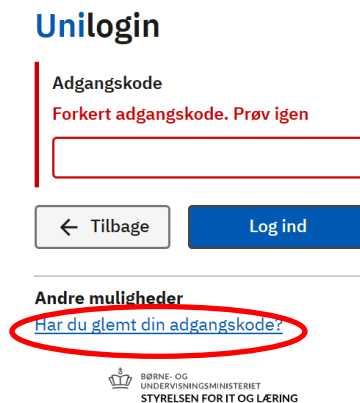 Unilogin
Adgangskode
Forkert adgangskode. Prøv igen
← Tilbage
Log ind
Andre muligheder
Har du glemt din adgangskode?
BØRNE- OG
UNDERVISNINGSMINISTERIET
STYRELSEN FOR IT OG LÆRING